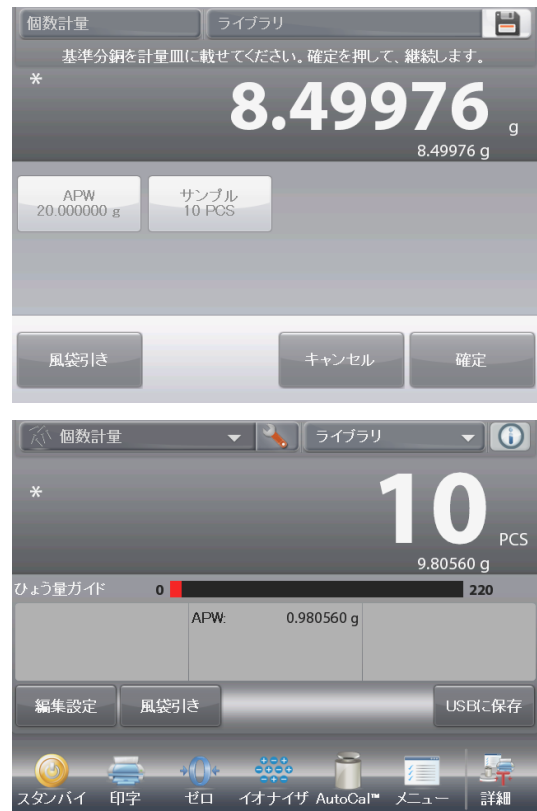 個数計量 ライブラリ
基準分銅を計量皿に載せてください。確定を押して、継続します。
*
8.49976 g
8.49976 g
APW サンプル
20.000000 g 10 PCS
風袋引き キャンセル 確定
個数計量 ライブラリ
*
10 PCS
9.80560 g
ひょう量ガイド 0 220
APW: 0.980560 g
編集設定 風袋引き USBに保存
スタンバイ 印字 ゼロ イオナイザ AutoCal™ メニュー 詳細